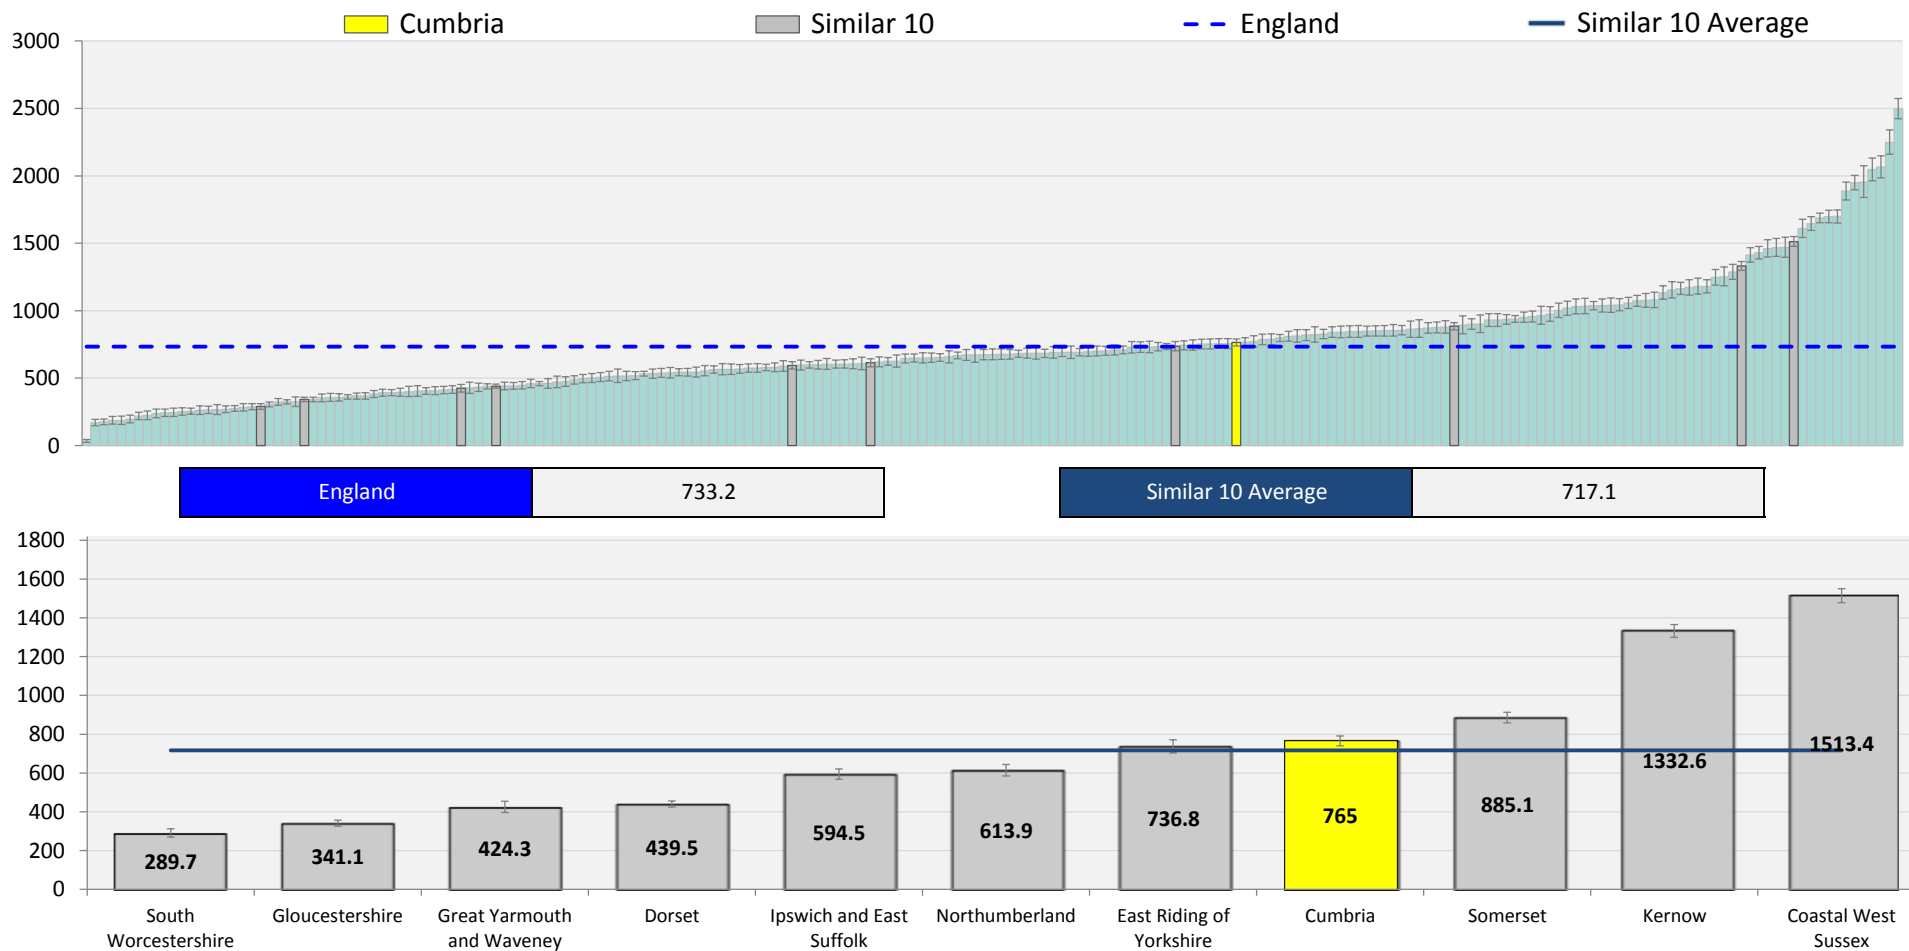 Cumbria
Similar 10
England
Similar 10 Average
3000
2500
2000
1500
1000
500
0
England
733.2
Similar 10 Average
717.1
1800
1600
1400
1200
1000
800
600
400
200
0
289.7
341.1
424.3
439.5
594.5
613.9
736.8
765
885.1
1332.6
1513.4
South
Worcestershire
Gloucestershire
Great Yarmouth
and Waveney
Dorset
Ipswich and East
Suffolk
Northumberland
East Riding of
Yorkshire
Cumbria
Somerset
Kernow
Coastal West
Sussex